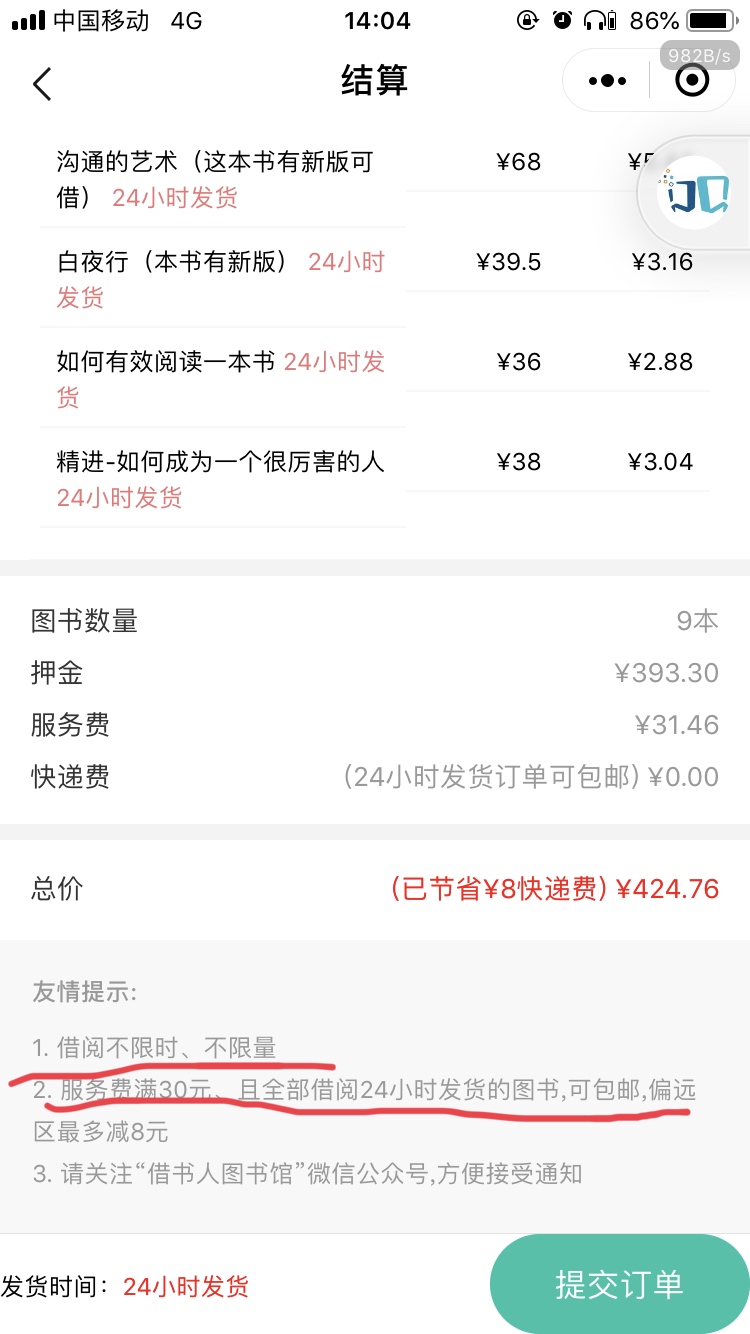 中国移动 4G 14:04 86%
982B/s
结算
沟通的艺术（这本书有新版可 ¥68
借） 24小时发货
白夜行（本书有新版） 24小时 ¥39.5 ¥3.16
发货
如何有效阅读一本书 24小时发 ¥36 ¥2.88
货
精进-如何成为一个很厉害的人 ¥38 ¥3.04
24小时发货
图书数量 9本
押金 ¥393.30
服务费 ¥31.46
快递费 (24小时发货订单可包邮) ¥0.00
总价 (已节省¥8快递费) ¥424.76
友情提示:
1. 借阅不限时、不限量
2. 服务费满30元、且全部借阅24小时发货的图书,可包邮,偏远
区最多减8元
3. 请关注“借书人图书馆”微信公众号,方便接受通知
发货时间：24小时发货
提交订单